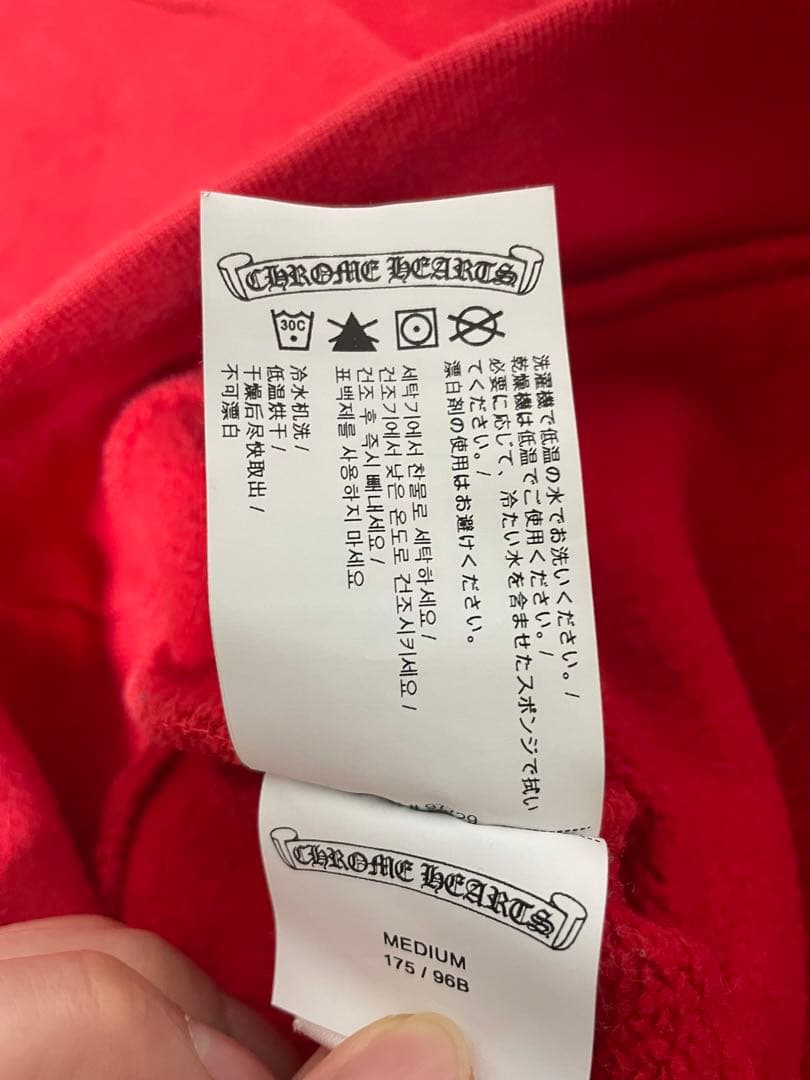 CHROME HEARTS
30C
洗濯機で低温の水でお洗いください。/
乾燥機は低温でご使用ください。/
必要に応じて、冷たい水を含ませたスポンジで拭い
てください。/
漂白剤の使用はお避けください。
세탁기에서 찬물로 세탁하세요 /
건조기에서 낮은 온도로 건조시키세요 /
건조 후 즉시 빼내세요 /
표백제를 사용하지 마세요
冷水机洗 /
低温烘干 /
干燥后尽快取出 /
不可漂白
CHROME HEARTS
MEDIUM
175 / 96B